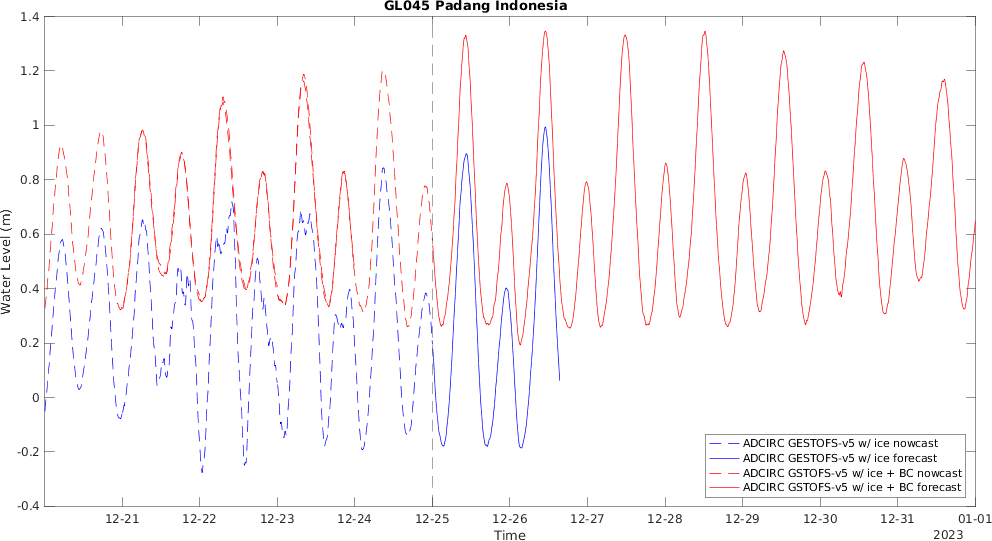 GL045 Padang Indonesia
1.4
1.2
1
0.8
0.6
0.4
0.2
0
-0.2
-0.4
Water Level (m)
12-21 12-22 12-23 12-24 12-25 12-26 12-27 12-28 12-29 12-30 12-31 01-01
Time
2023
ADCIRC GESTOFS-v5 w/ ice nowcast
ADCIRC GESTOFS-v5 w/ ice forecast
ADCIRC GSTOFS-v5 w/ ice + BC nowcast
ADCIRC GSTOFS-v5 w/ ice + BC forecast